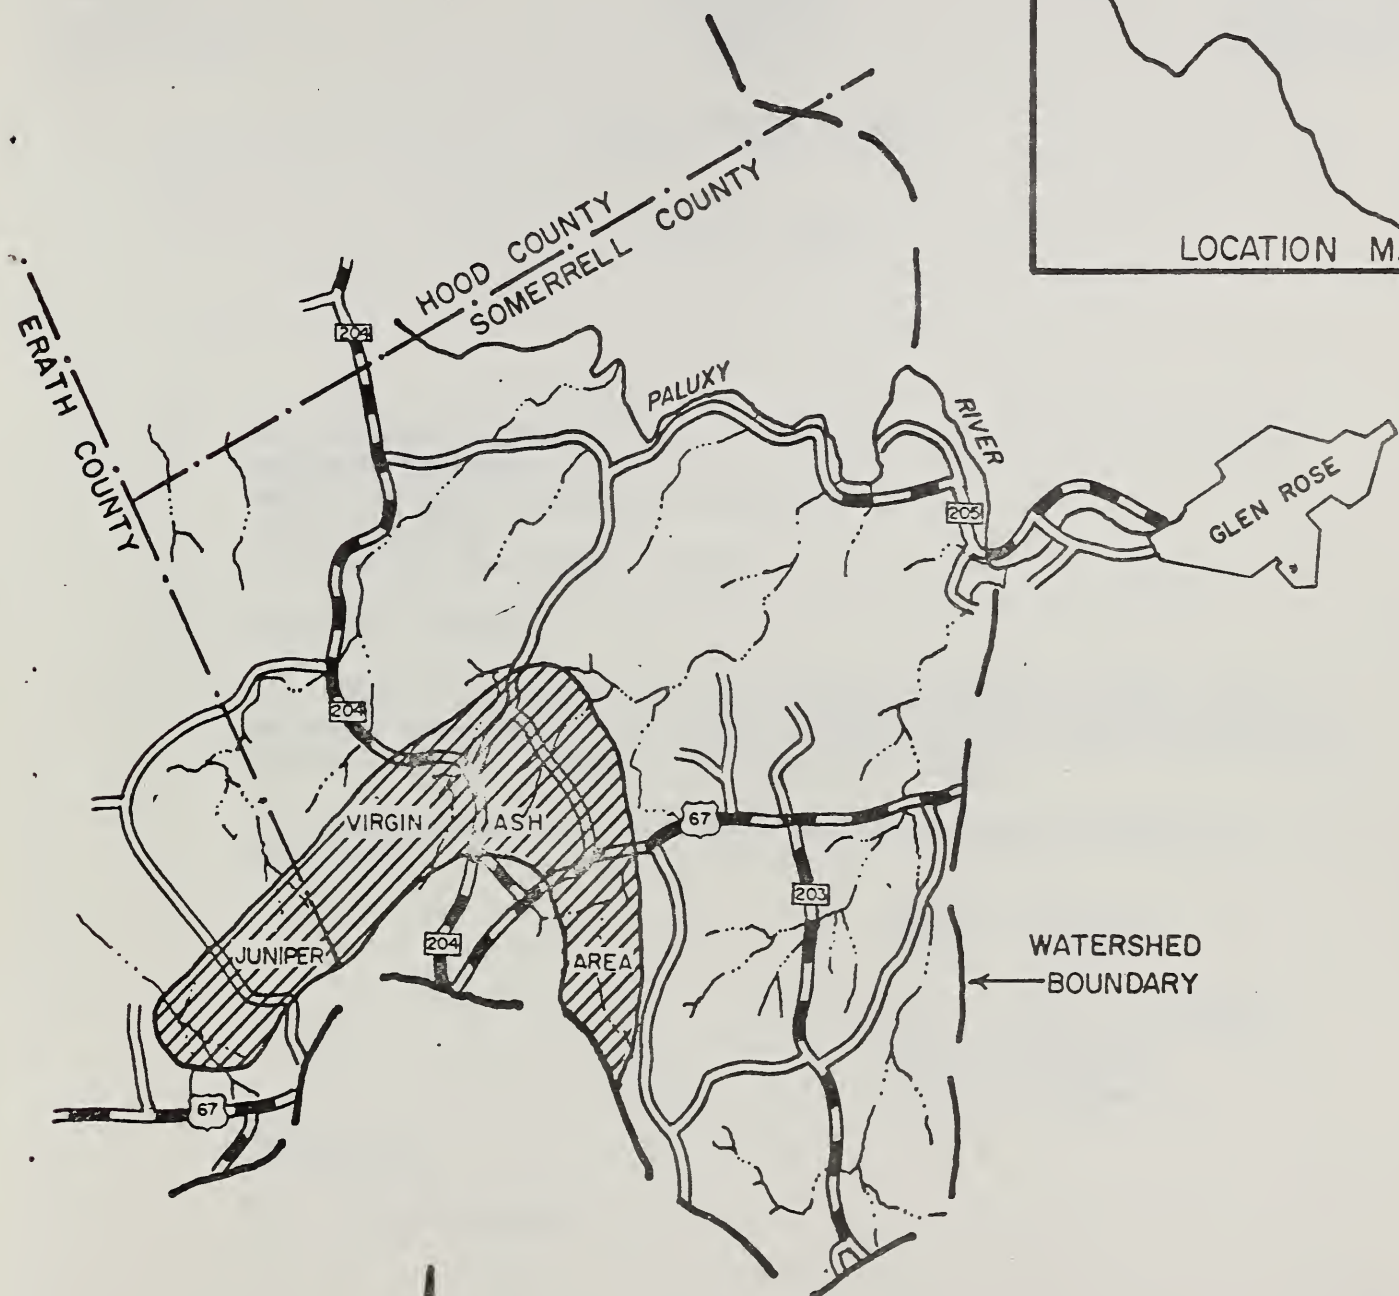 LOCATION
HOOD COUNTY
SOMERRELL COUNTY
ERATH COUNTY
204
PALUXY
RIVER
205
GLEN ROSE
204
VIRGIN ASH
67
203
204
JUNIPER
AREA
WATERSHED
BOUNDARY
67